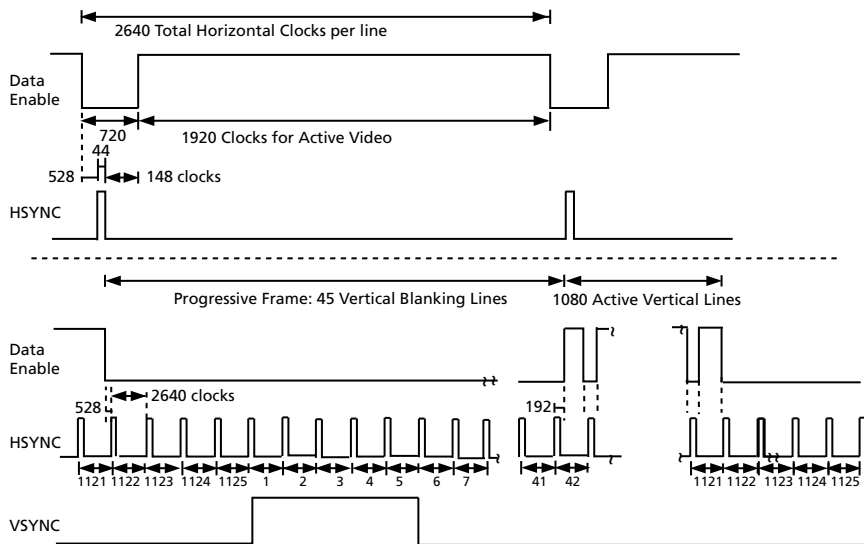 2640 Total Horizontal Clocks per line
Data
Enable
720
1920 Clocks for Active Video
44
528
148 clocks
HSYNC
Progressive Frame: 45 Vertical Blanking Lines
1080 Active Vertical Lines
Data
Enable
2640 clocks
528
192
HSYNC
1121 1122 1123 1124 1125 1 2 3 4 5 6 7 41 42 1121 1122 1123 1124 1125
VSYNC